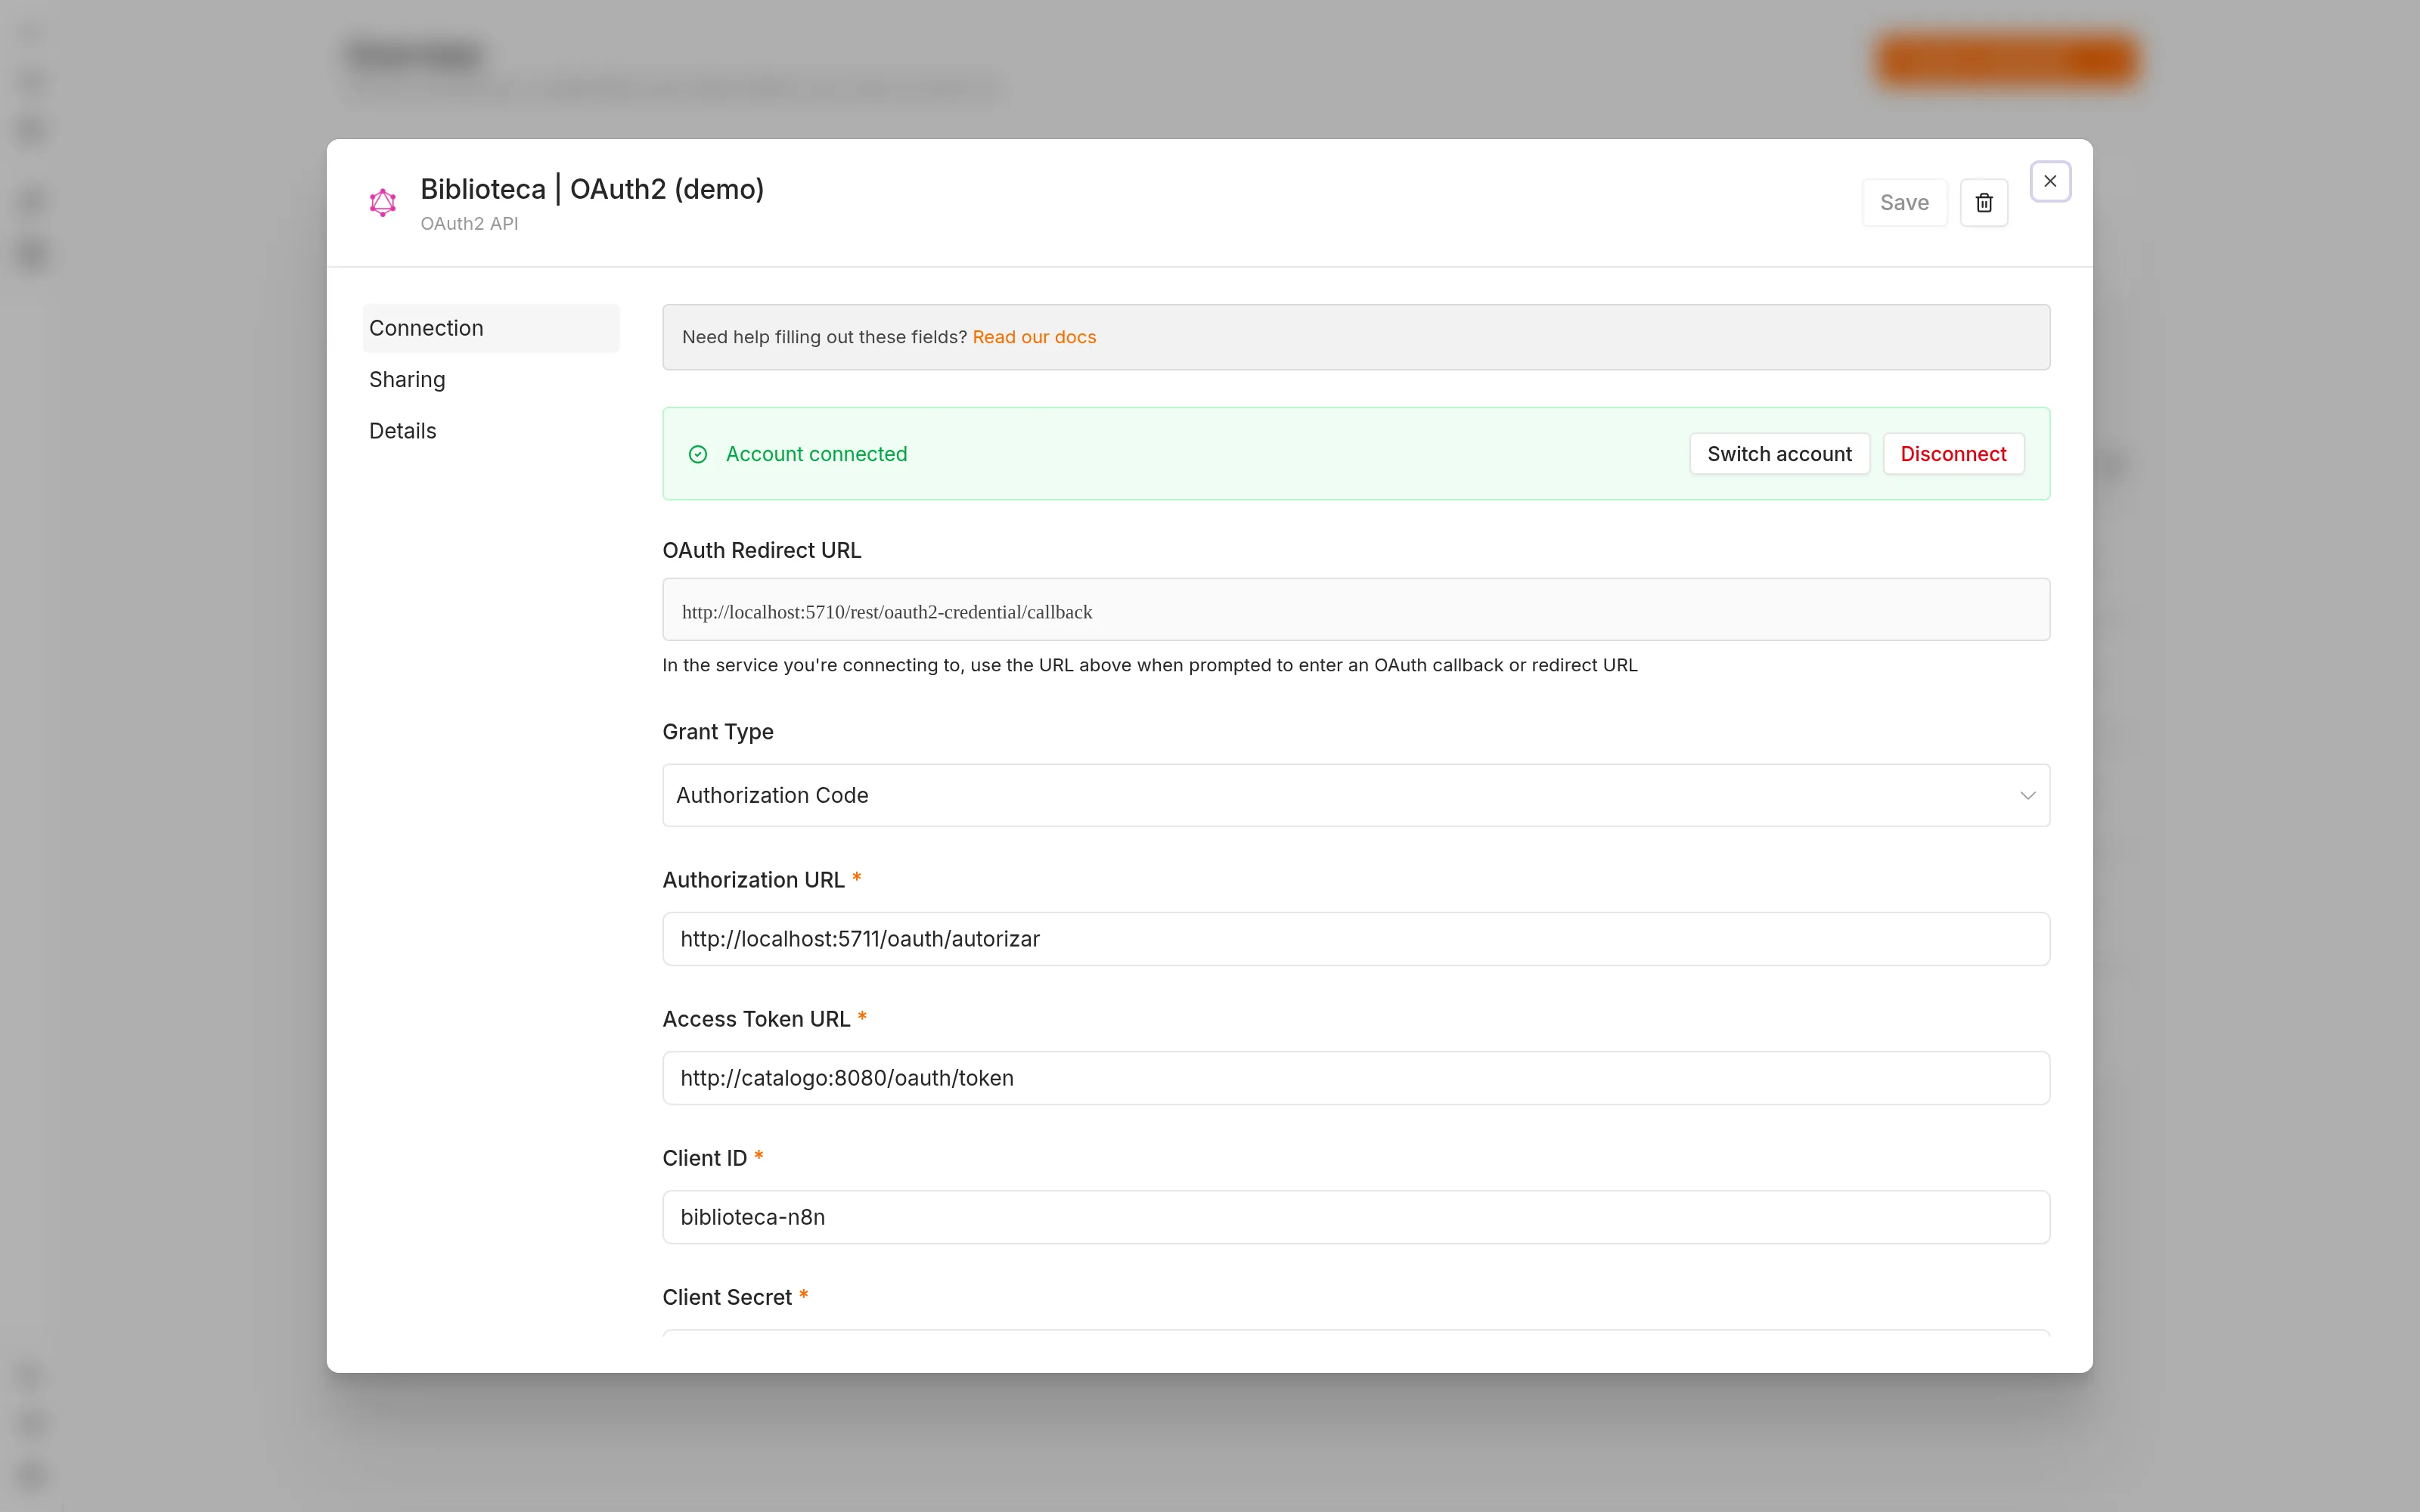 Biblioteca | OAuth2 (demo)
OAuth2 API
Save
Connection
Sharing
Details
Need help filling out these fields? Read our docs
Account connected
Switch account
Disconnect
OAuth Redirect URL
http://localhost:5710/rest/oauth2-credential/callback
In the service you're connecting to, use the URL above when prompted to enter an OAuth callback or redirect URL
Grant Type
Authorization Code
Authorization URL *
http://localhost:5711/oauth/autorizar
Access Token URL *
http://catalogo:8080/oauth/token
Client ID *
biblioteca-n8n
Client Secret *